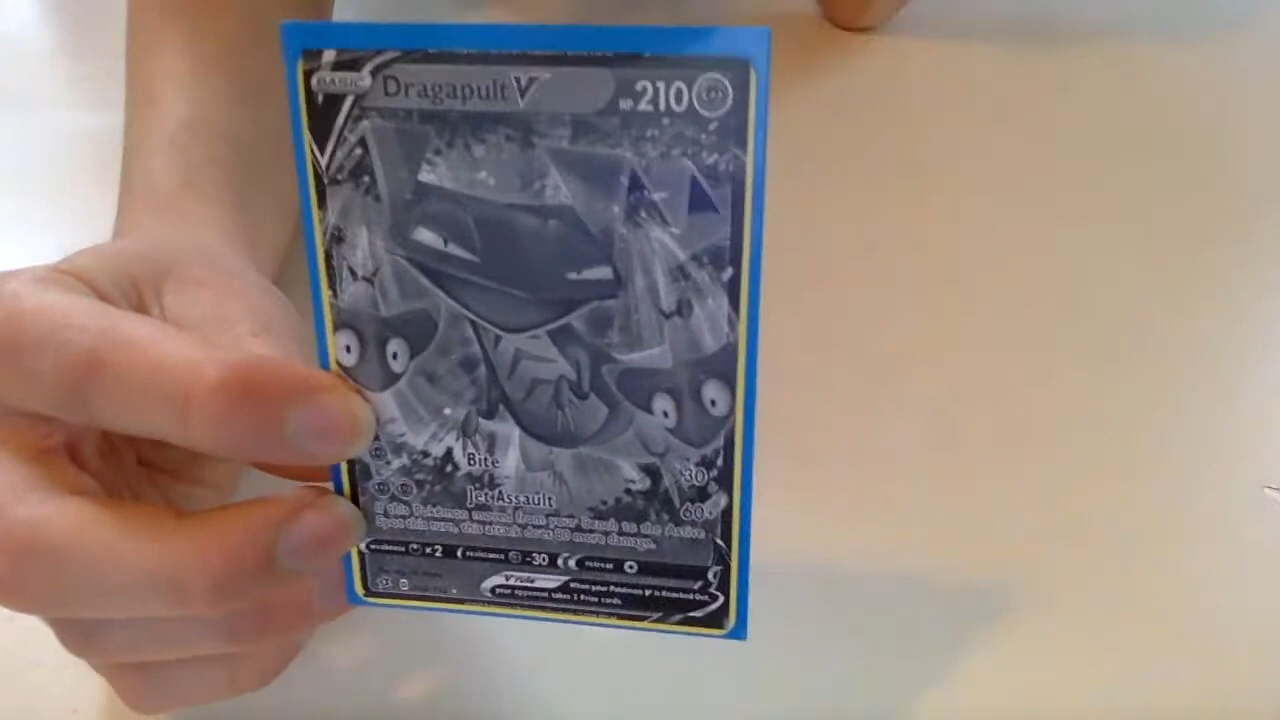 BASIC Dragapult V HP 210
Bite 30
Jet Assault 60+
If this Pokémon moved from your Bench to the Active
Spot this turn, this attack does 80 more damage.
weakness ×2 resistance -30 retreat
V rule When your Pokémon V is Knocked Out,
your opponent takes 2 Prize cards.